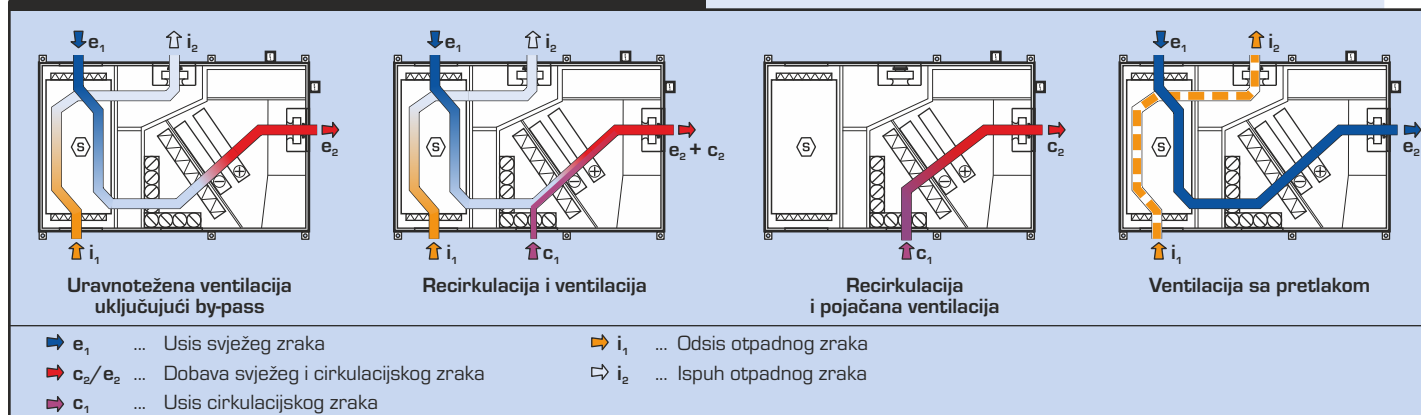 e₁ i₂
S
e₂
i₁
Uravnotežena ventilacija
uključujući by-pass
e₁ i₂
S
e₂ + c₂
i₁ c₁
Recirkulacija i ventilacija
S
c₂
c₁
Recirkulacija
i pojačana ventilacija
e₁ i₂
S
e₂
i₁
Ventilacija sa pretlakom
e₁ ... Usis svježeg zraka
c₂/e₂ ... Dobava svježeg i cirkulacijskog zraka
c₁ ... Usis cirkulacijskog zraka
i₁ ... Odsis otpadnog zraka
i₂ ... Ispuh otpadnog zraka